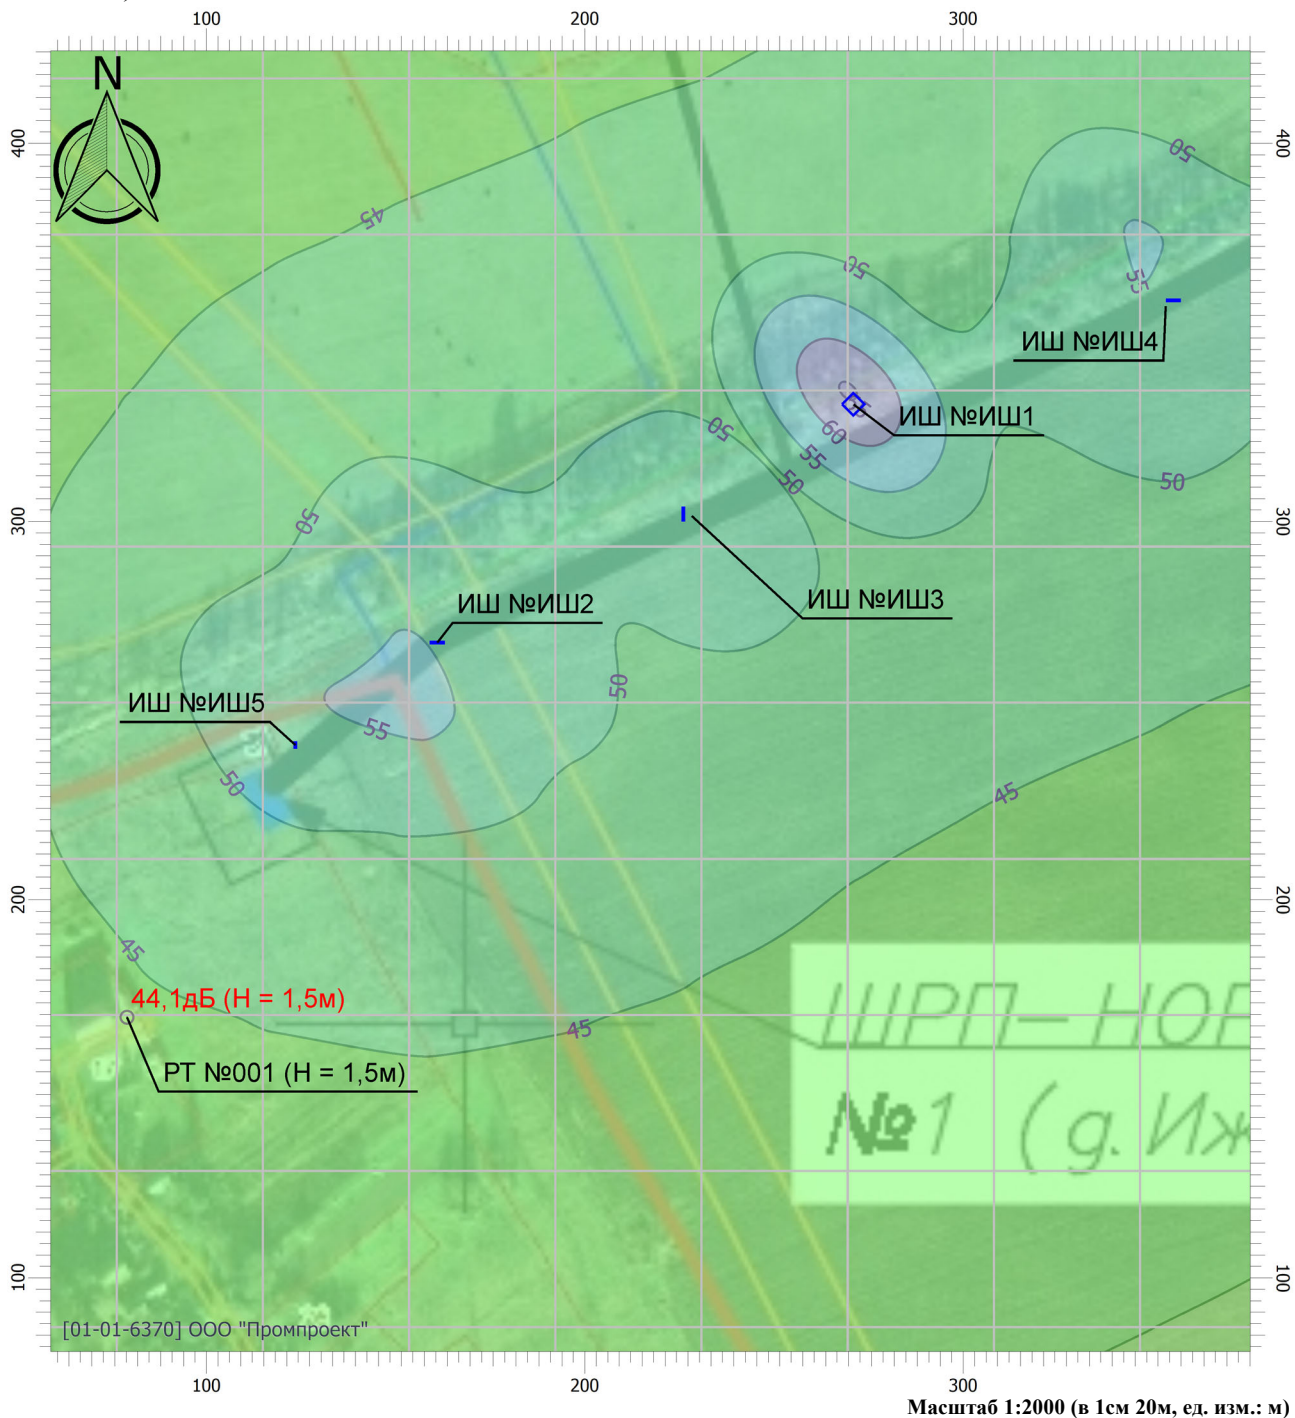 100 200 300
N
400 400
50
45
50
55
ИШ №ИШ4
ИШ №ИШ1
60
50
55
50
50
50
300 300
ИШ №ИШ3
ИШ №ИШ2
50
ИШ №ИШ5
55
50
45
200 200
45
44,1дБ (Н = 1,5м)
ШРП-НОР
45
РТ №001 (Н = 1,5м)
№1 (д. Иж
100 100
[01-01-6370] ООО "Промпроект"
100 200 300
Масштаб 1:2000 (в 1см 20м, ед. изм.: м)